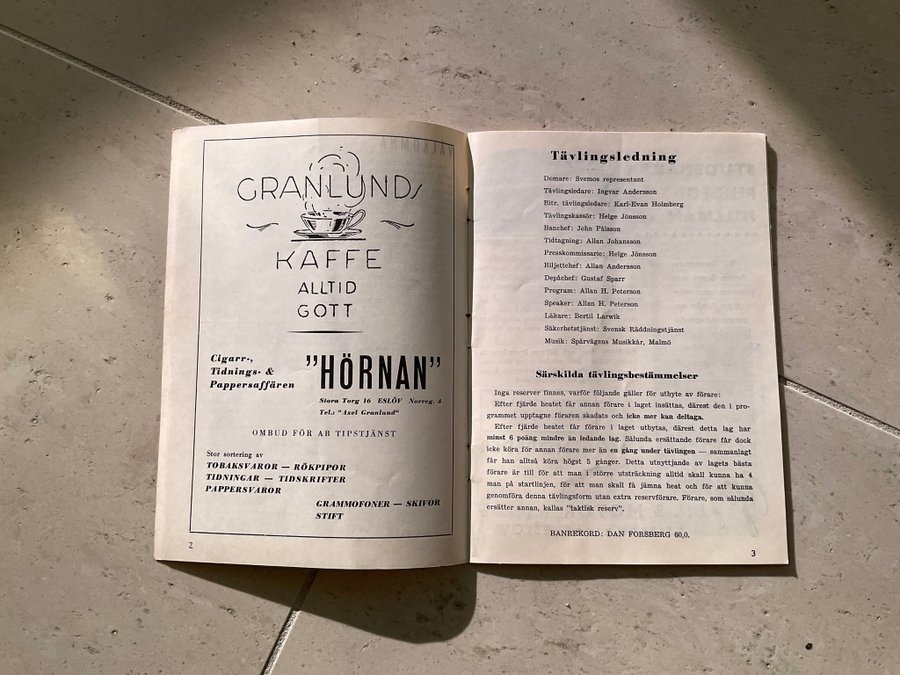 GRANLUNDS
KAFFE
ALLTID
GOTT
Cigarr-,
Tidnings- &
Pappersaffären
"HÖRNAN"
Stora Torg 16 ESLÖV Norreg. 4
Tel.: "Axel Granlund"
OMBUD FÖR AB TIPSTJÄNST
Stor sortering av
TOBAKSVAROR — RÖKPIPOR
TIDNINGAR — TIDSKRIFTER
PAPPERSVAROR
GRAMMOFONER — SKIVOR
STIFT
2
Tävlingsledning
Domare: Svemos representant
Tävlingsledare: Ingvar Andersson
Bitr. tävlingsledare: Karl-Evan Holmberg
Tävlingskassör: Helge Jönsson
Banchef: John Pålsson
Tidtagning: Allan Johansson
Presskommissarie: Helge Jönsson
Biljettchef: Allan Andersson
Depåchef: Gustaf Sparr
Program: Allan H. Peterson
Speaker: Allan H. Peterson
Läkare: Bertil Larwik
Säkerhetstjänst: Svensk Räddningstjänst
Musik: Spårvägens Musikkår, Malmö
Särskilda tävlingsbestämmelser
Inga reserver finnes, varför följande gäller för utbyte av förare:
Efter fjärde heatet får annan förare i laget insättas, därest den i pro-
grammet upptagne föraren skadats och icke mer kan deltaga.
Efter fjärde heatet får förare i laget utbytas, därest detta lag har
minst 6 poäng mindre än ledande lag. Sålunda ersättande förare får dock
icke köra för annan förare mer än en gång under tävlingen — sammanlagt
får han alltså köra högst 5 gånger. Detta utnyttjande av lagets bästa
förare är till för att man i större utsträckning alltid skall kunna ha 4
man på startlinjen, för att man skall få jämna heat och för att kunna
genomföra denna tävlingsform utan extra reservförare. Förare, som sålunda
ersätter annan, kallas "taktisk reserv".
BANREKORD: DAN FORSBERG 60,0.
3